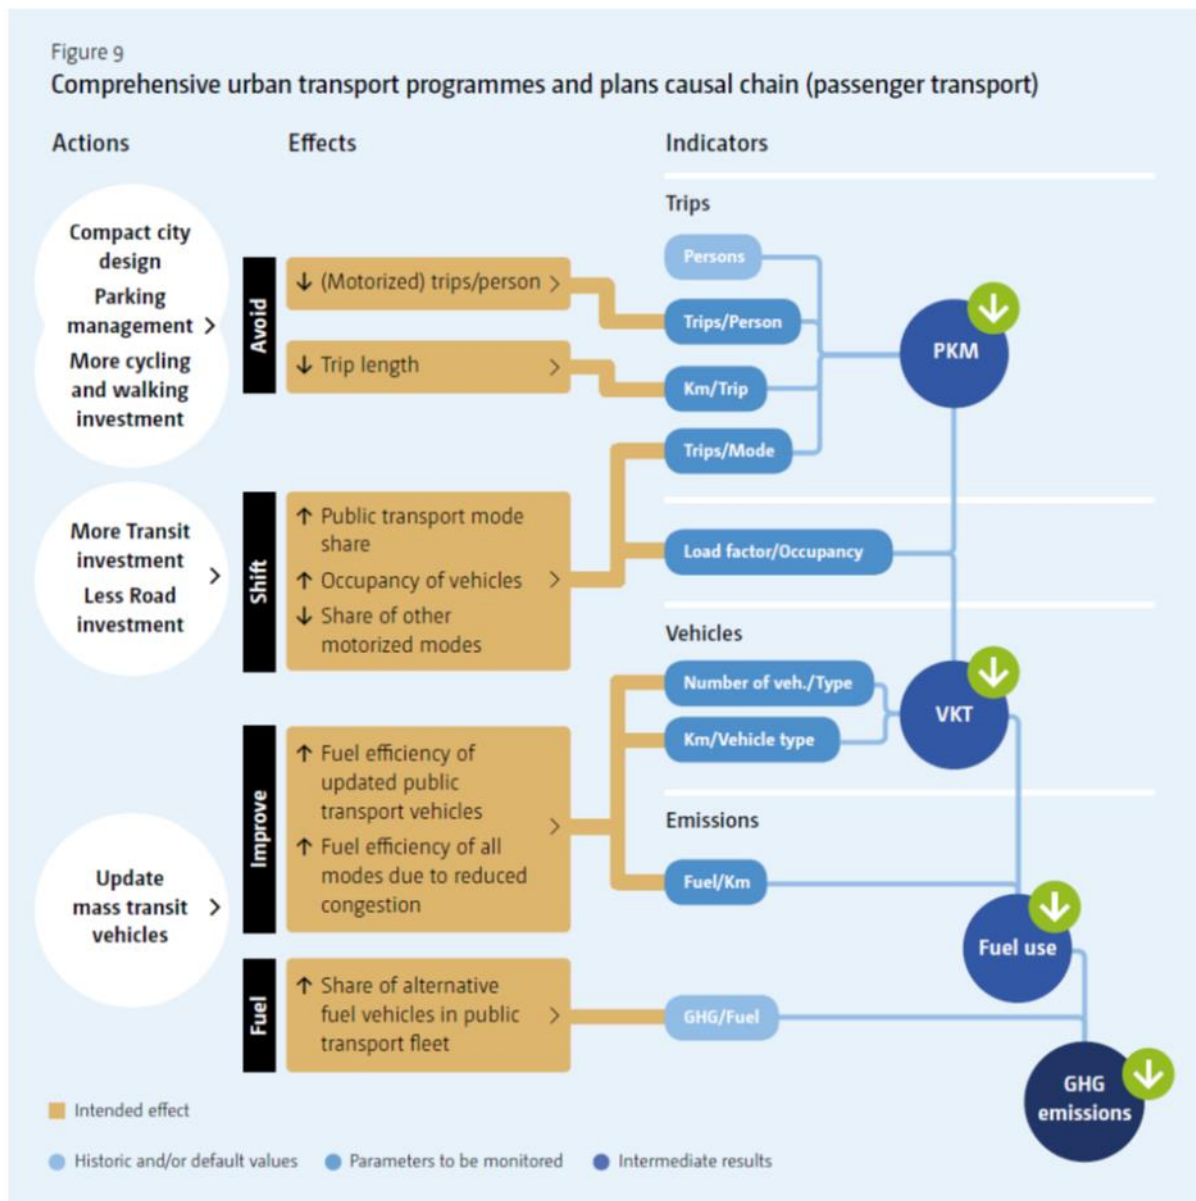 Figure 9
Comprehensive urban transport programmes and plans causal chain (passenger transport)
Actions
Effects
Indicators
Compact city
design
Parking
management
More cycling
and walking
investment
Avoid
↓ (Motorized) trips/person
↓ Trip length
Trips
Persons
Trips/Person
Km/Trip
Trips/Mode
PKM
More Transit
investment
Less Road
investment
Shift
↑ Public transport mode
share
↑ Occupancy of vehicles
↓ Share of other
motorized modes
Load factor/Occupancy
Vehicles
Number of veh./Type
Km/Vehicle type
VKT
Update
mass transit
vehicles
Improve
↑ Fuel efficiency of
updated public
transport vehicles
↑ Fuel efficiency of all
modes due to reduced
congestion
Emissions
Fuel/Km
Fuel use
Fuel
↑ Share of alternative
fuel vehicles in public
transport fleet
GHG/Fuel
GHG
emissions
Intended effect
Historic and/or default values
Parameters to be monitored
Intermediate results